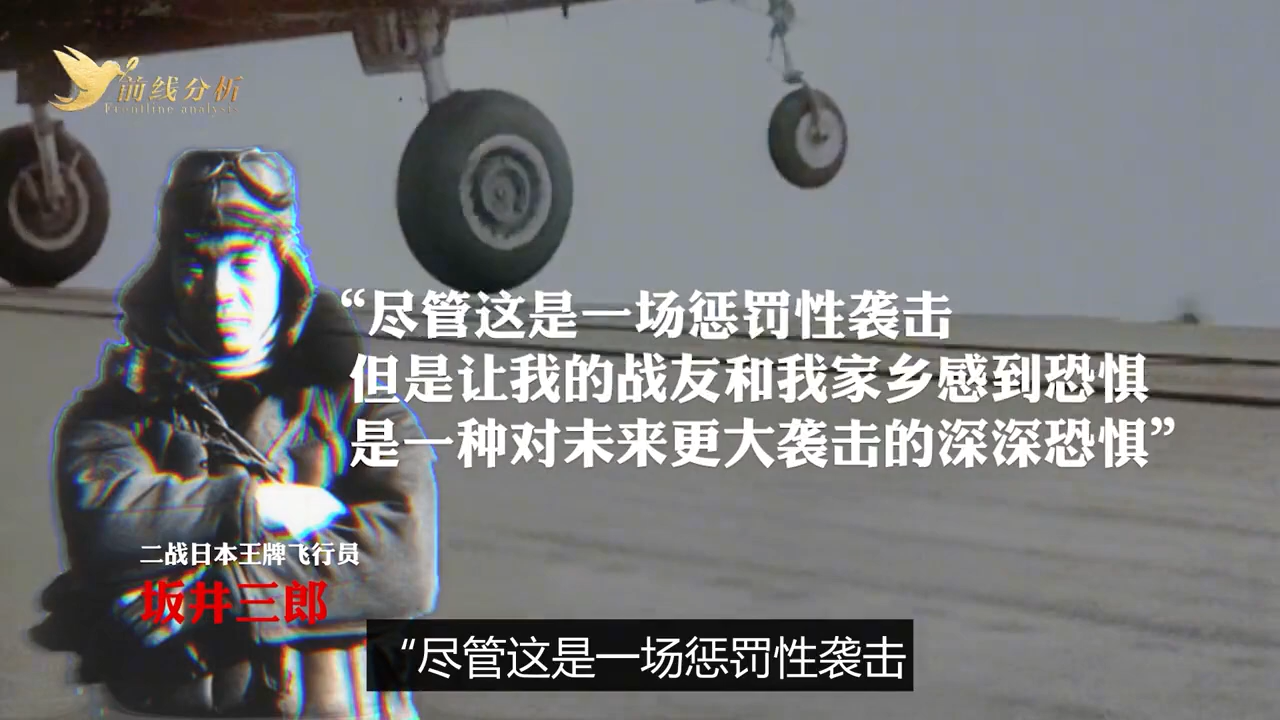 前线分析
Frontline analysis
“尽管这是一场惩罚性袭击
但是让我的战友和我家乡感到恐惧
是一种对未来更大袭击的深深恐惧”
二战日本王牌飞行员
坂井三郎
“尽管这是一场惩罚性袭击